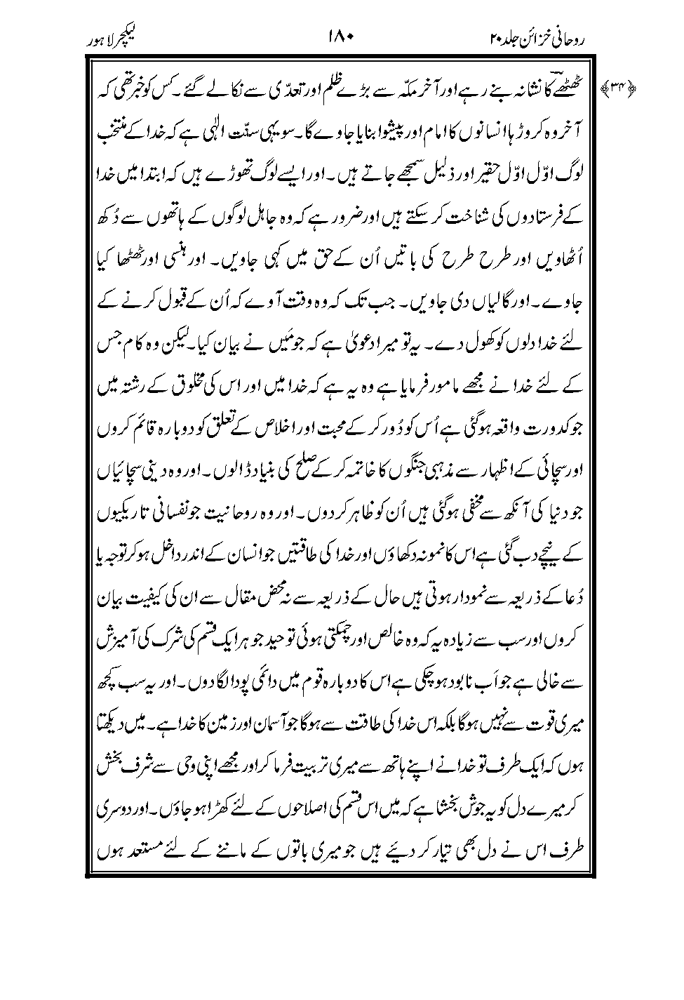 روحانی خزائن جلد۲۰ ۱۸۰ لیکچر لاہور
﴿۳۴﴾ ٹھٹھے کا نشانہ بنے رہے اور آخر مکّہ سے بڑے ظلم اور تعدّی سے نکالے گئے۔ کس کو خبر تھی کہ
آخر وہ کروڑہا انسانوں کا امام اور پیشوا بنایا جاوے گا۔ سو یہی سنّت الٰہی ہے کہ خدا کے منتخب
لوگ اوّل اوّل حقیر اور ذلیل سمجھے جاتے ہیں۔ اور ایسے لوگ تھوڑے ہیں کہ ابتدا میں خدا
کے فرستادوں کی شناخت کر سکتے ہیں اور ضرور ہے کہ وہ جاہل لوگوں کے ہاتھوں سے دُکھ
اُٹھاویں اور طرح طرح کی باتیں اُن کے حق میں کہی جاویں۔ اور ہنسی اور ٹھٹھا کیا
جاوے۔ اور گالیاں دی جاویں۔ جب تک کہ وہ وقت آوے کہ اُن کے قبول کرنے کے
لئے خدا دلوں کو کھول دے۔ یہ تو میرا دعویٰ ہے کہ جو مَیں نے بیان کیا۔ لیکن وہ کام جس
کے لئے خدا نے مجھے مامور فرمایا ہے وہ یہ ہے کہ خدا میں اور اس کی مخلوق کے رشتہ میں
جو کدورت واقعہ ہوگئی ہے اُس کو دُور کر کے محبت اور اخلاص کے تعلق کو دوبارہ قائم کروں
اور سچائی کے اظہار سے مذہبی جنگوں کا خاتمہ کر کے صلح کی بنیاد ڈالوں۔ اور وہ دینی سچائیاں
جو دنیا کی آنکھ سے مخفی ہوگئی ہیں اُن کو ظاہر کردوں۔ اور وہ روحانیت جو نفسانی تاریکیوں
کے نیچے دب گئی ہے اس کا نمونہ دکھاؤں اور خدا کی طاقتیں جو انسان کے اندر داخل ہو کر توجہ یا
دُعا کے ذریعہ سے نمودار ہوتی ہیں حال کے ذریعہ سے نہ محض مقال سے ان کی کیفیت بیان
کروں اور سب سے زیادہ یہ کہ وہ خالص اور چمکتی ہوئی توحید جو ہر ایک قسم کی شرک کی آمیزش
سے خالی ہے جو اَب نابود ہوچکی ہے اس کا دوبارہ قوم میں دائمی پودا لگا دوں۔ اور یہ سب کچھ
میری قوت سے نہیں ہوگا بلکہ اس خدا کی طاقت سے ہوگا جو آسمان اور زمین کا خدا ہے۔ میں دیکھتا
ہوں کہ ایک طرف تو خدا نے اپنے ہاتھ سے میری تربیت فرما کر اور مجھے اپنی وحی سے شرف بخش
کر میرے دل کو یہ جوش بخشا ہے کہ میں اس قسم کی اصلاحوں کے لئے کھڑا ہو جاؤں۔ اور دوسری
طرف اس نے دل بھی تیار کر دیئے ہیں جو میری باتوں کے ماننے کے لئے مستعد ہوں